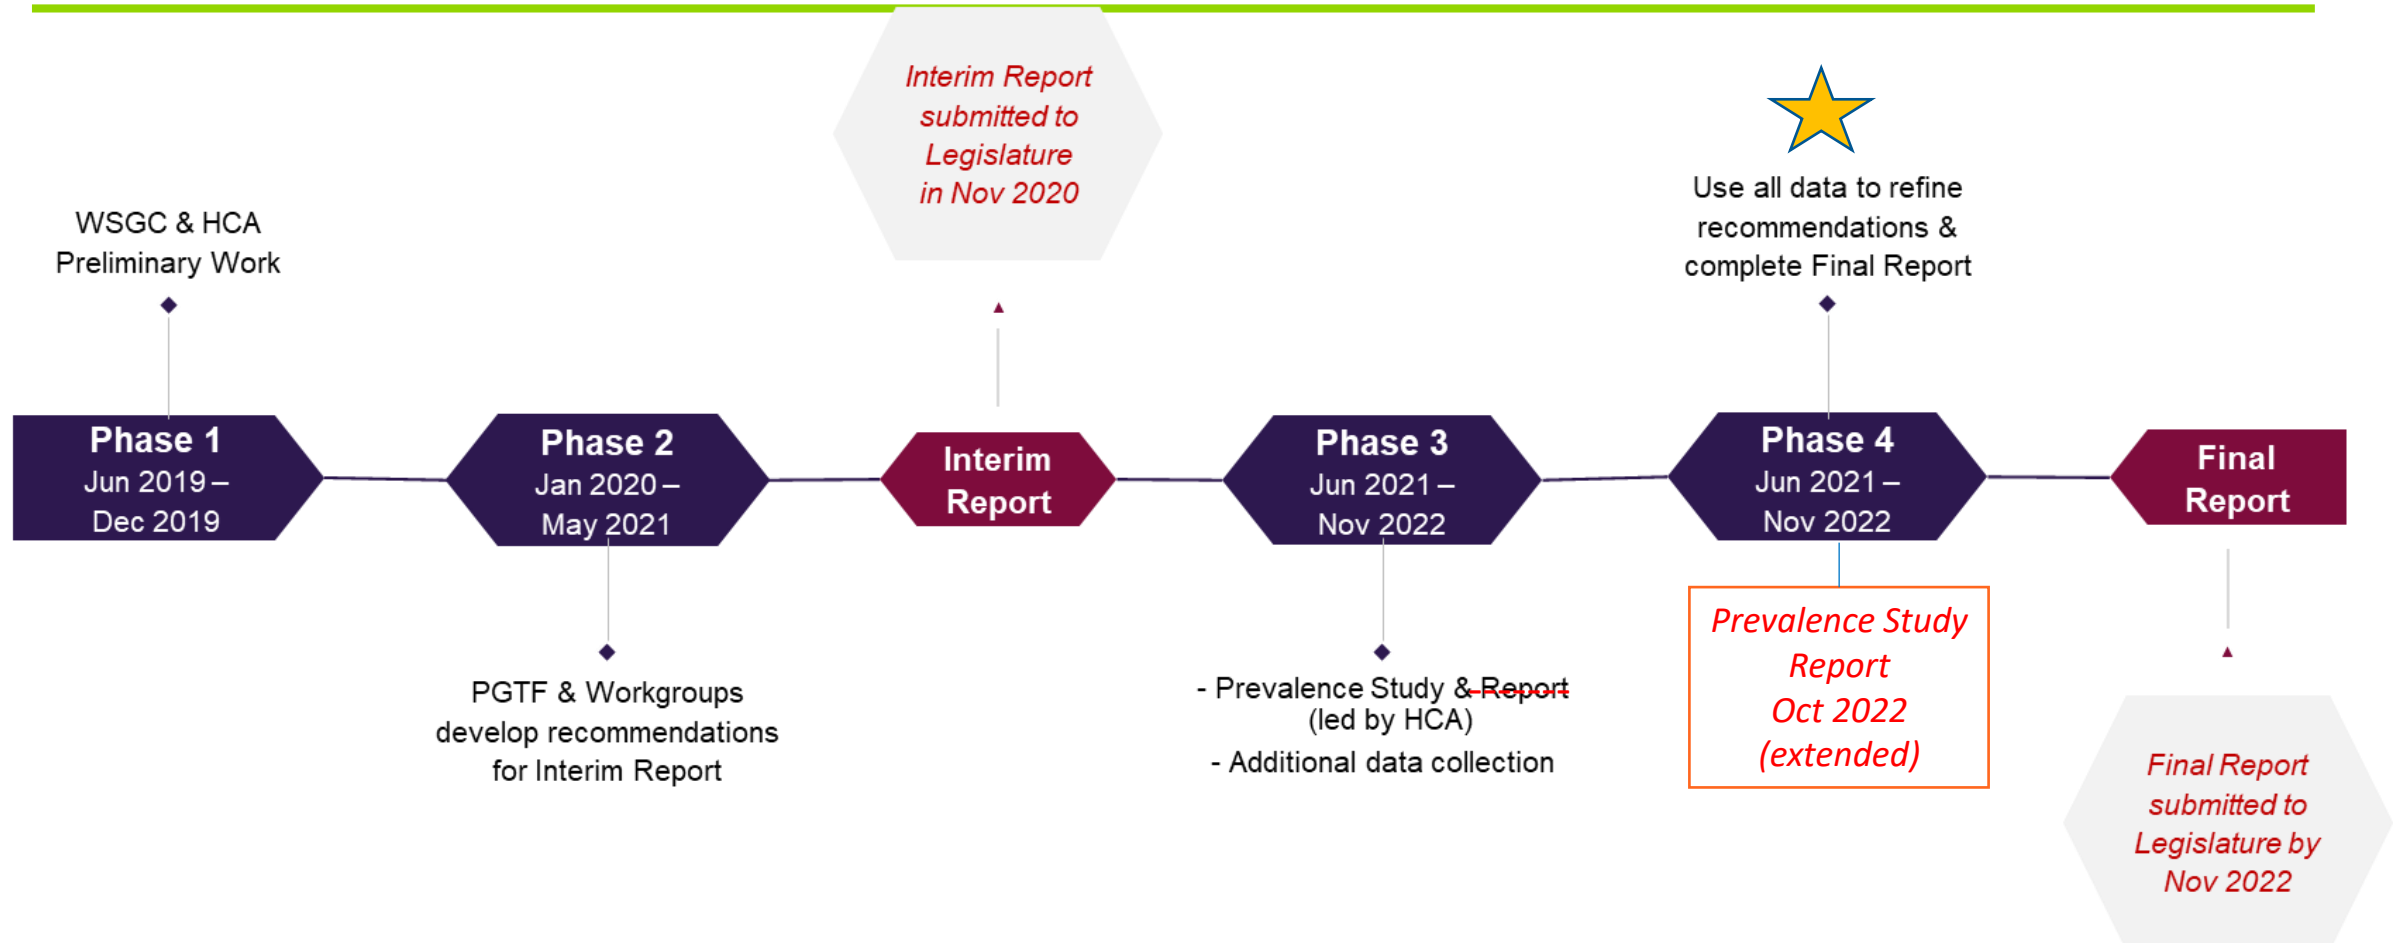 Interim Report
submitted to
Legislature
in Nov 2020
WSGC & HCA
Preliminary Work
Use all data to refine
recommendations &
complete Final Report
Phase 1
Jun 2019 –
Dec 2019
Phase 2
Jan 2020 –
May 2021
Interim
Report
Phase 3
Jun 2021 –
Nov 2022
Phase 4
Jun 2021 –
Nov 2022
Final
Report
PGTF & Workgroups
develop recommendations
for Interim Report
- Prevalence Study & Report
(led by HCA)
- Additional data collection
Prevalence Study
Report
Oct 2022
(extended)
Final Report
submitted to
Legislature by
Nov 2022